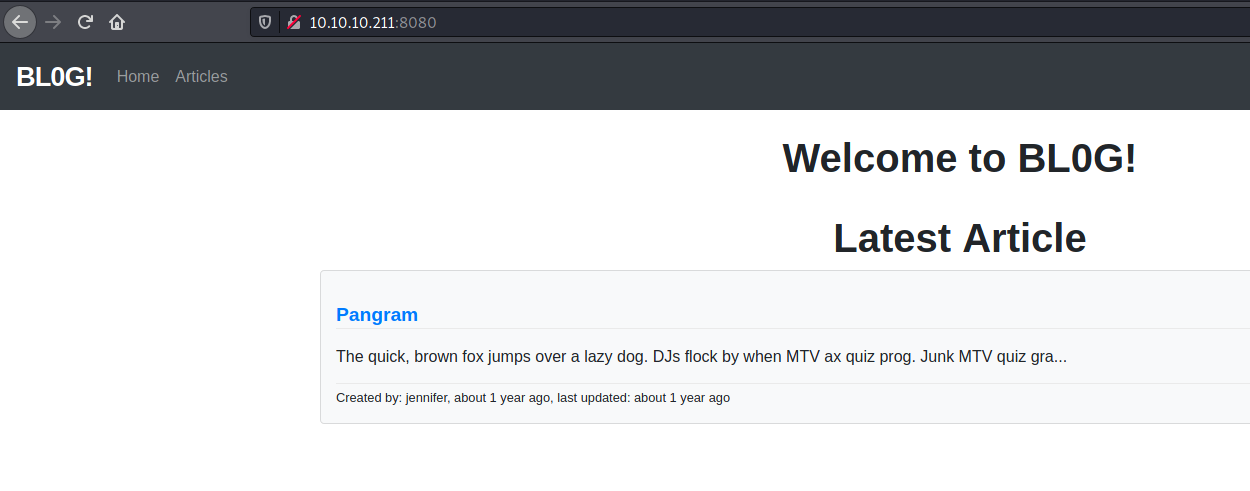 10.10.10.211:8080
BL0G! Home Articles
Welcome to BL0G!
Latest Article
Pangram
The quick, brown fox jumps over a lazy dog. DJs flock by when MTV ax quiz prog. Junk MTV quiz gra...
Created by: jennifer, about 1 year ago, last updated: about 1 year ago